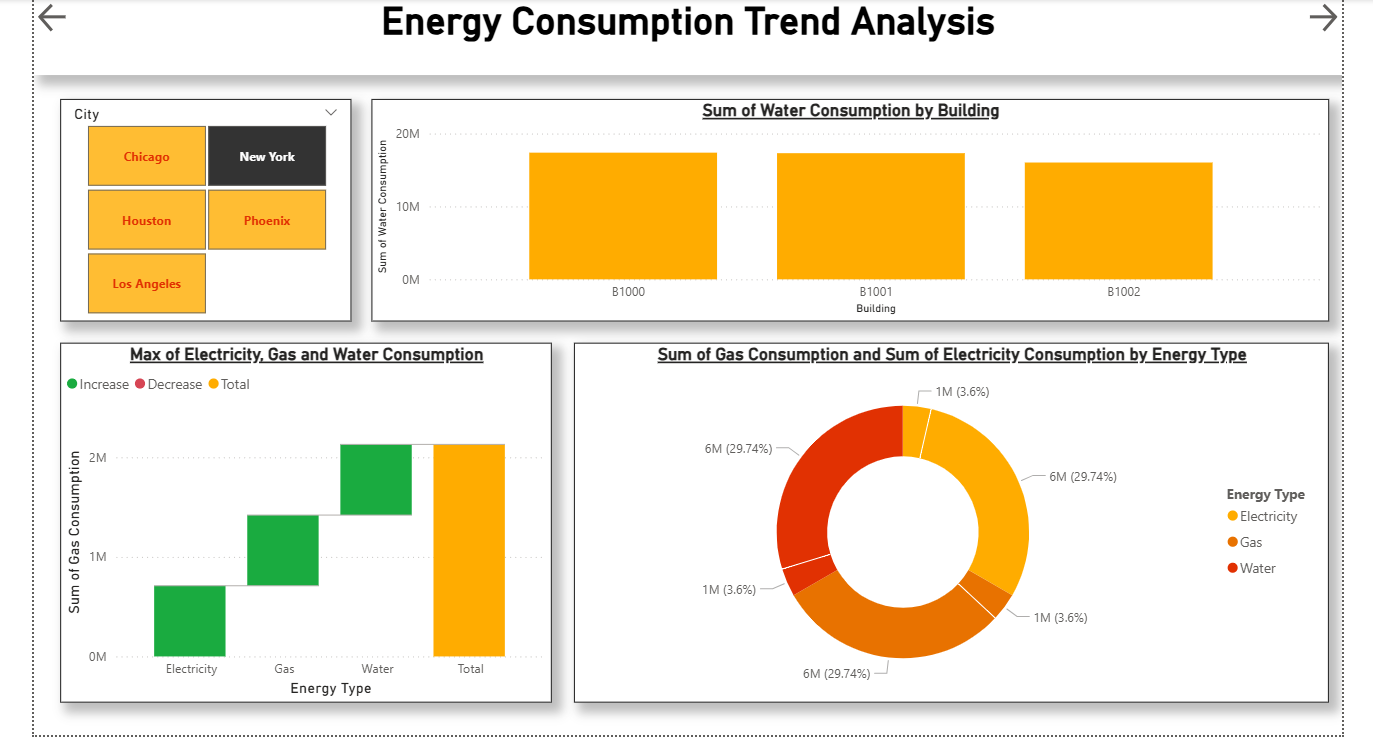 Energy Consumption Trend Analysis
City
Chicago
New York
Houston
Phoenix
Los Angeles
Sum of Water Consumption by Building
Sum of Water Consumption
20M
10M
0M
B1000
B1001
B1002
Building
Max of Electricity, Gas and Water Consumption
Increase
Decrease
Total
Sum of Gas Consumption
2M
1M
0M
Electricity
Gas
Water
Total
Energy Type
Sum of Gas Consumption and Sum of Electricity Consumption by Energy Type
1M (3.6%)
6M (29.74%)
6M (29.74%)
1M (3.6%)
1M (3.6%)
6M (29.74%)
Energy Type
Electricity
Gas
Water